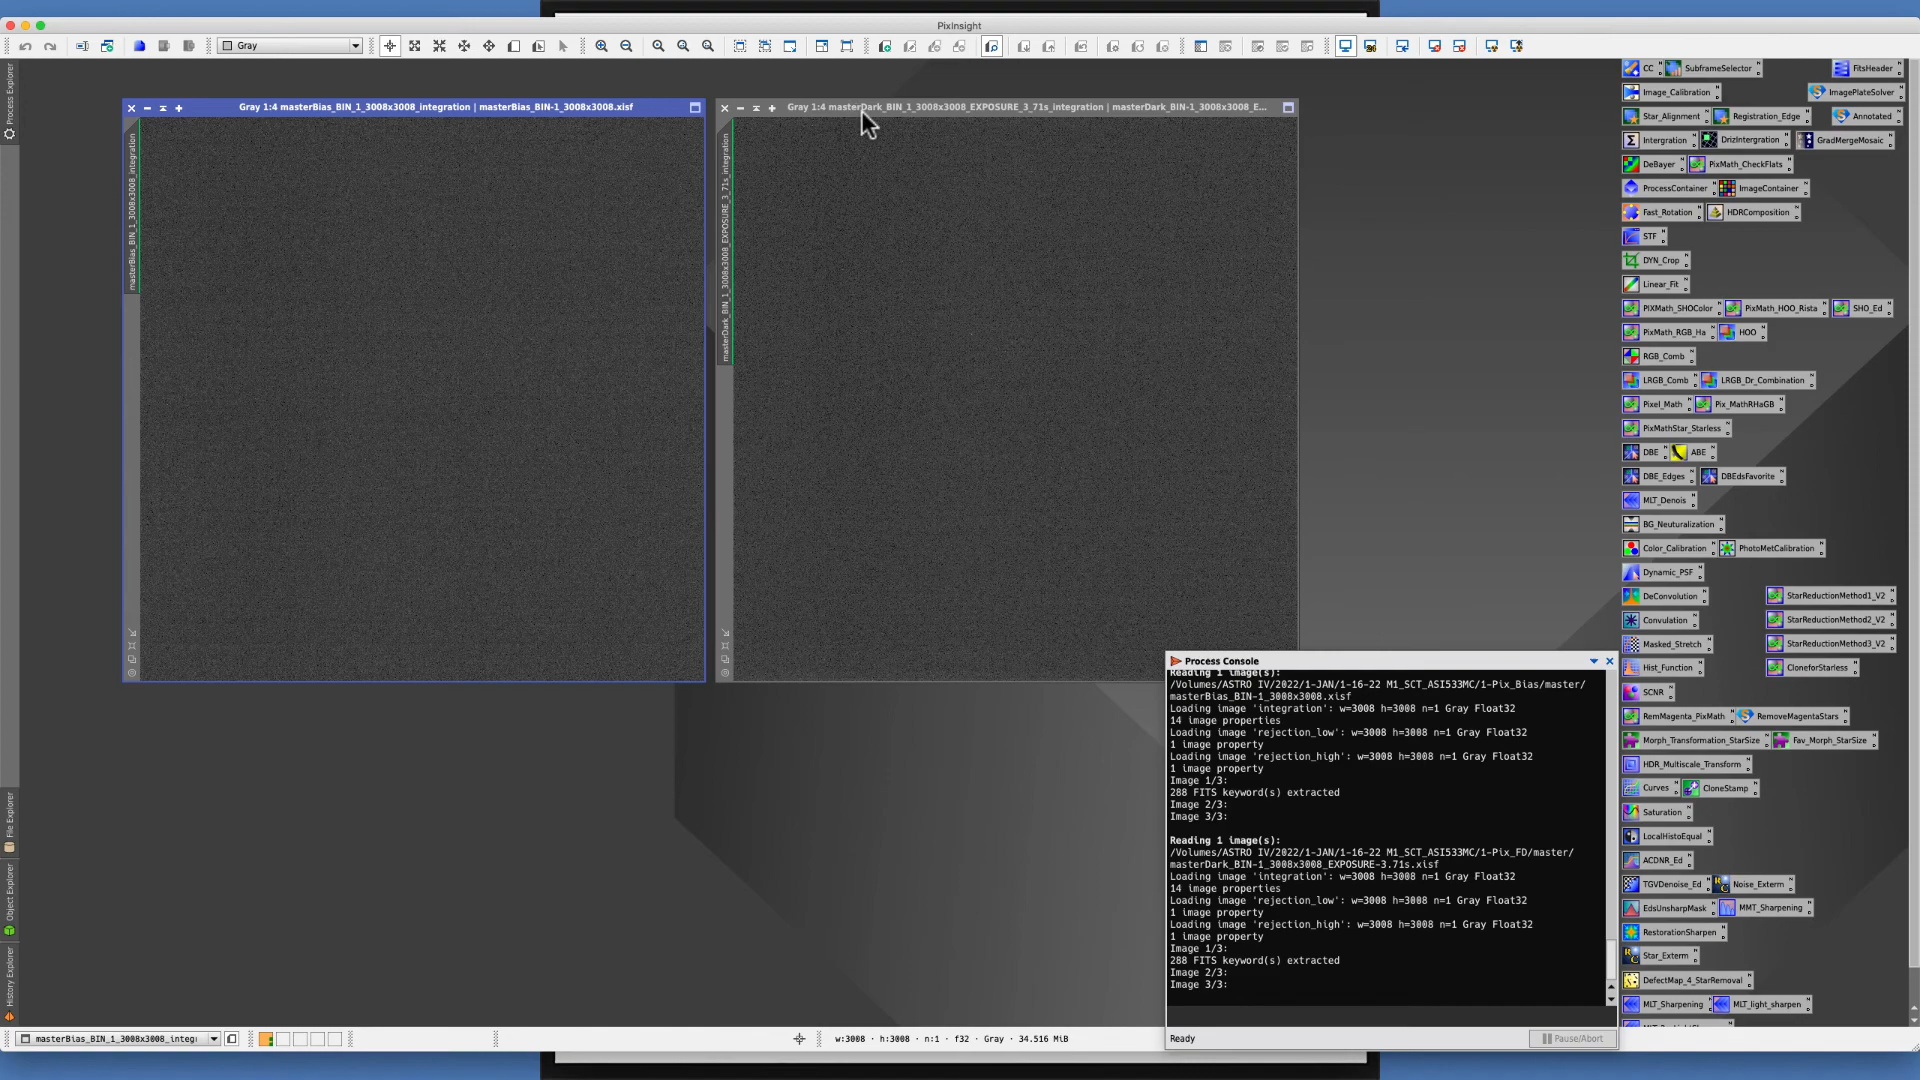 PixInsight
Gray
Process Explorer
File Explorer
Object Explorer
History Explorer
Gray 1:4 masterBias_BIN_1_3008x3008_integration | masterBias_BIN-1_3008x3008.xisf
masterBias_BIN_1_3008x3008_integration
Gray 1:4 masterDark_BIN_1_3008x3008_EXPOSURE_3_71s_integration | masterDark_BIN-1_3008x3008_E...
masterDark_BIN_1_3008x3008_EXPOSURE_3_71s_integration
CC SubframeSelector FitsHeader
Image_Calibration ImagePlateSolver
Star_Alignment Registration_Edge Annotated
Intergration DrizIntergration GradMergeMosaic
DeBayer PixMath_CheckFlats
ProcessContainer ImageContainer
Fast_Rotation HDRComposition
STF
DYN_Crop
Linear_Fit
PIXMath_SHOColor PixMath_HOO_Rista SHO_Ed
PixMath_RGB_Ha HOO
RGB_Comb
LRGB_Comb LRGB_Dr_Combination
Pixel_Math Pix_MathRHaGB
PixMathStar_Starless
DBE ABE
DBE_Edges DBEdsFavorite
MLT_Denois
BG_Neuturalization
Color_Calibration PhotoMetCalibration
Dynamic_PSF
DeConvolution StarReductionMethod1_V2
Convulation StarReductionMethod2_V2
Masked_Stretch StarReductionMethod3_V2
Hist_Function CloneforStarless
SCNR
RemMagenta_PixMath RemoveMagentaStars
Morph_Transformation_StarSize Fav_Morph_StarSize
HDR_Multiscale_Transform
Curves CloneStamp
Saturation
LocalHistoEqual
ACDNR_Ed
TGVDenoise_Ed Noise_Exterm
EdsUnsharpMask MMT_Sharpening
RestorationSharpen
Star_Exterm
DefectMap_4_StarRemoval
MLT_Sharpening MLT_light_sharpen
Process Console
Reading 1 image(s):
/Volumes/ASTRO IV/2022/1-JAN/1-16-22 M1_SCT_ASI533MC/1-Pix_Bias/master/
masterBias_BIN-1_3008x3008.xisf
Loading image 'integration': w=3008 h=3008 n=1 Gray Float32
14 image properties
Loading image 'rejection_low': w=3008 h=3008 n=1 Gray Float32
1 image property
Loading image 'rejection_high': w=3008 h=3008 n=1 Gray Float32
1 image property
Image 1/3:
288 FITS keyword(s) extracted
Image 2/3:
Image 3/3:
Reading 1 image(s):
/Volumes/ASTRO IV/2022/1-JAN/1-16-22 M1_SCT_ASI533MC/1-Pix_FD/master/
masterDark_BIN-1_3008x3008_EXPOSURE-3.71s.xisf
Loading image 'integration': w=3008 h=3008 n=1 Gray Float32
14 image properties
Loading image 'rejection_low': w=3008 h=3008 n=1 Gray Float32
1 image property
Loading image 'rejection_high': w=3008 h=3008 n=1 Gray Float32
1 image property
Image 1/3:
288 FITS keyword(s) extracted
Image 2/3:
Image 3/3:
Ready
Pause/Abort
masterBias_BIN_1_3008x3008_integ
w:3008 · h:3008 · n:1 · f32 · Gray · 34.516 MiB